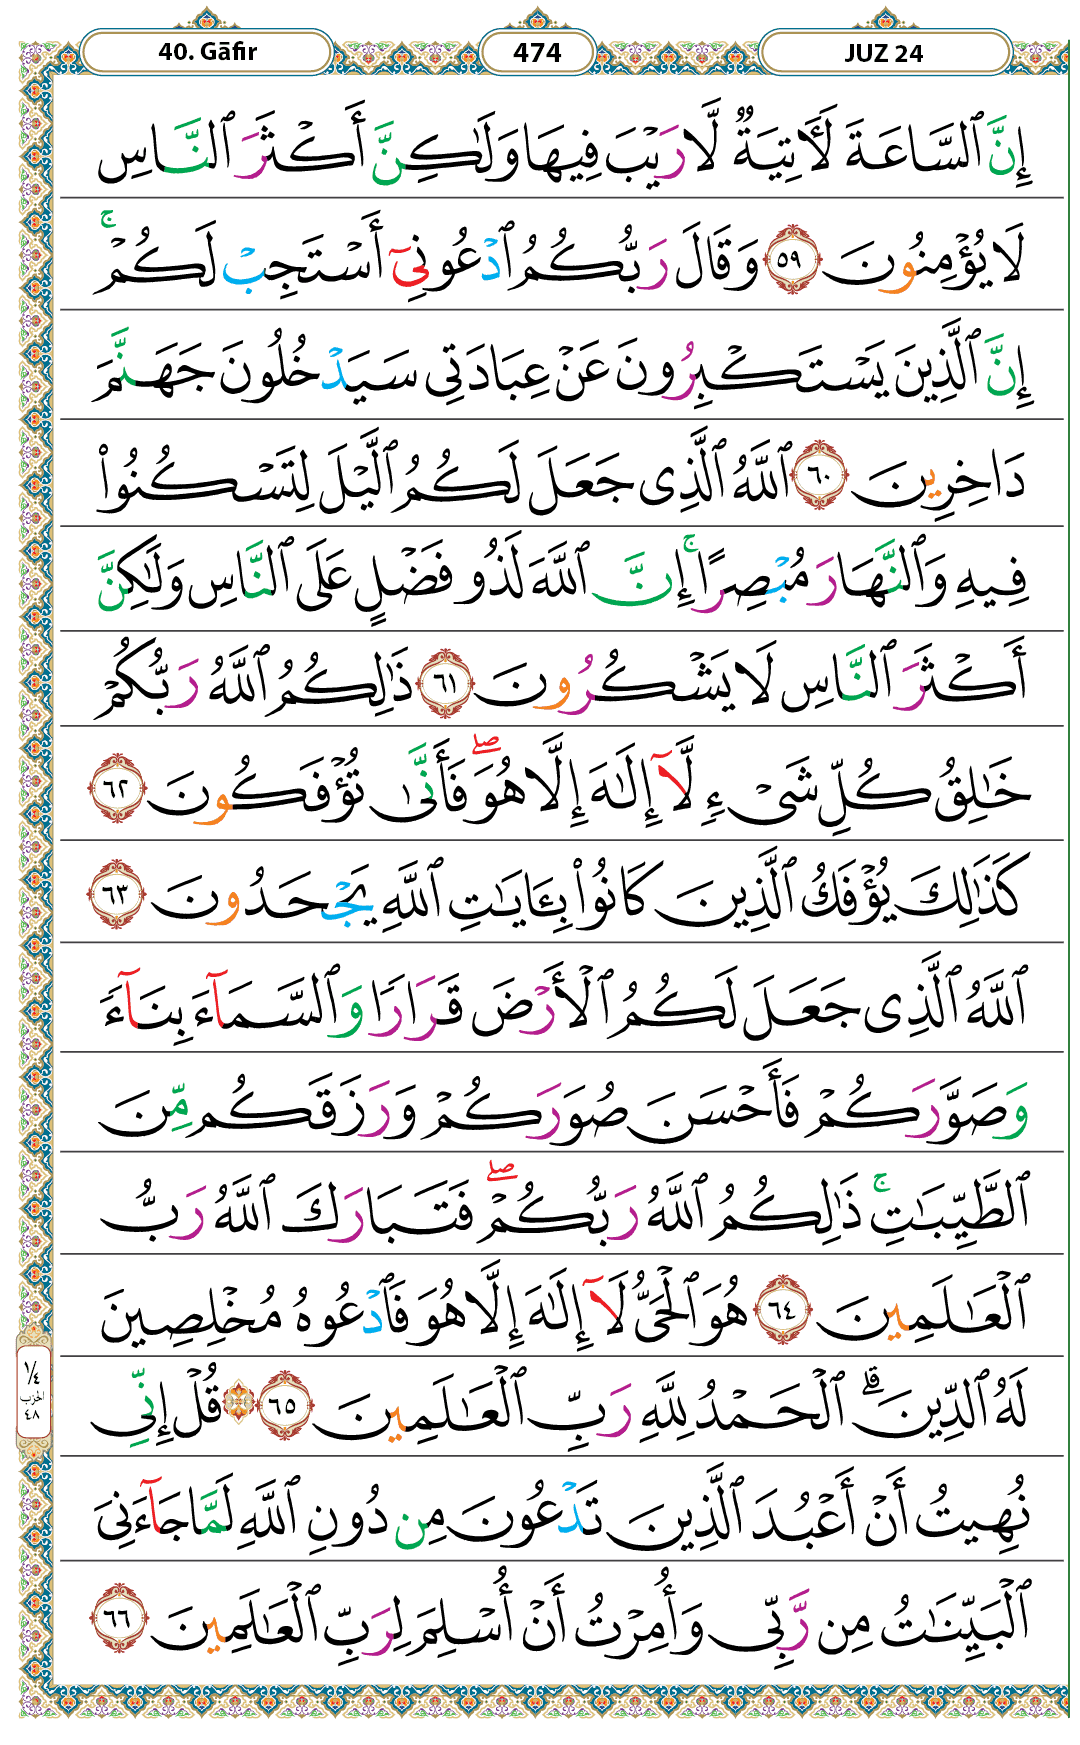 40. Gāfir 474 JUZ 24
إِنَّ ٱلسَّاعَةَ لَأٓتِيَةٌ لَّا رَيْبَ فِيهَا وَلَٰكِنَّ أَكْثَرَ ٱلنَّاسِ
لَا يُؤْمِنُونَ ٥٩ وَقَالَ رَبُّكُمُ ٱدْعُونِىٓ أَسْتَجِبْ لَكُمْ ۚ
إِنَّ ٱلَّذِينَ يَسْتَكْبِرُونَ عَنْ عِبَادَتِى سَيَدْخُلُونَ جَهَنَّمَ
دَاخِرِينَ ٦٠ ٱللَّهُ ٱلَّذِى جَعَلَ لَكُمُ ٱلَّيْلَ لِتَسْكُنُوا۟
فِيهِ وَٱلنَّهَارَ مُبْصِرًا ۚ إِنَّ ٱللَّهَ لَذُو فَضْلٍ عَلَى ٱلنَّاسِ وَلَٰكِنَّ
أَكْثَرَ ٱلنَّاسِ لَا يَشْكُرُونَ ٦١ ذَٰلِكُمُ ٱللَّهُ رَبُّكُمْ
خَٰلِقُ كُلِّ شَىْءٍ لَّآ إِلَٰهَ إِلَّا هُوَ ۖ فَأَنَّىٰ تُؤْفَكُونَ ٦٢
كَذَٰلِكَ يُؤْفَكُ ٱلَّذِينَ كَانُوا۟ بِـَٔايَٰتِ ٱللَّهِ يَجْحَدُونَ ٦٣
ٱللَّهُ ٱلَّذِى جَعَلَ لَكُمُ ٱلْأَرْضَ قَرَارًا وَٱلسَّمَآءَ بِنَآءً
وَصَوَّرَكُمْ فَأَحْسَنَ صُوَرَكُمْ وَرَزَقَكُم مِّنَ
ٱلطَّيِّبَٰتِ ۚ ذَٰلِكُمُ ٱللَّهُ رَبُّكُمْ ۖ فَتَبَارَكَ ٱللَّهُ رَبُّ
ٱلْعَٰلَمِينَ ٦٤ هُوَ ٱلْحَىُّ لَآ إِلَٰهَ إِلَّا هُوَ فَٱدْعُوهُ مُخْلِصِينَ
لَهُ ٱلدِّينَ ۗ ٱلْحَمْدُ لِلَّهِ رَبِّ ٱلْعَٰلَمِينَ ٦٥ ۞ قُلْ إِنِّى
نُهِيتُ أَنْ أَعْبُدَ ٱلَّذِينَ تَدْعُونَ مِن دُونِ ٱللَّهِ لَمَّا جَآءَنِىَ
ٱلْبَيِّنَٰتُ مِن رَّبِّى وَأُمِرْتُ أَنْ أُسْلِمَ لِرَبِّ ٱلْعَٰلَمِينَ ٦٦
١/٤
الحزب
٤٨